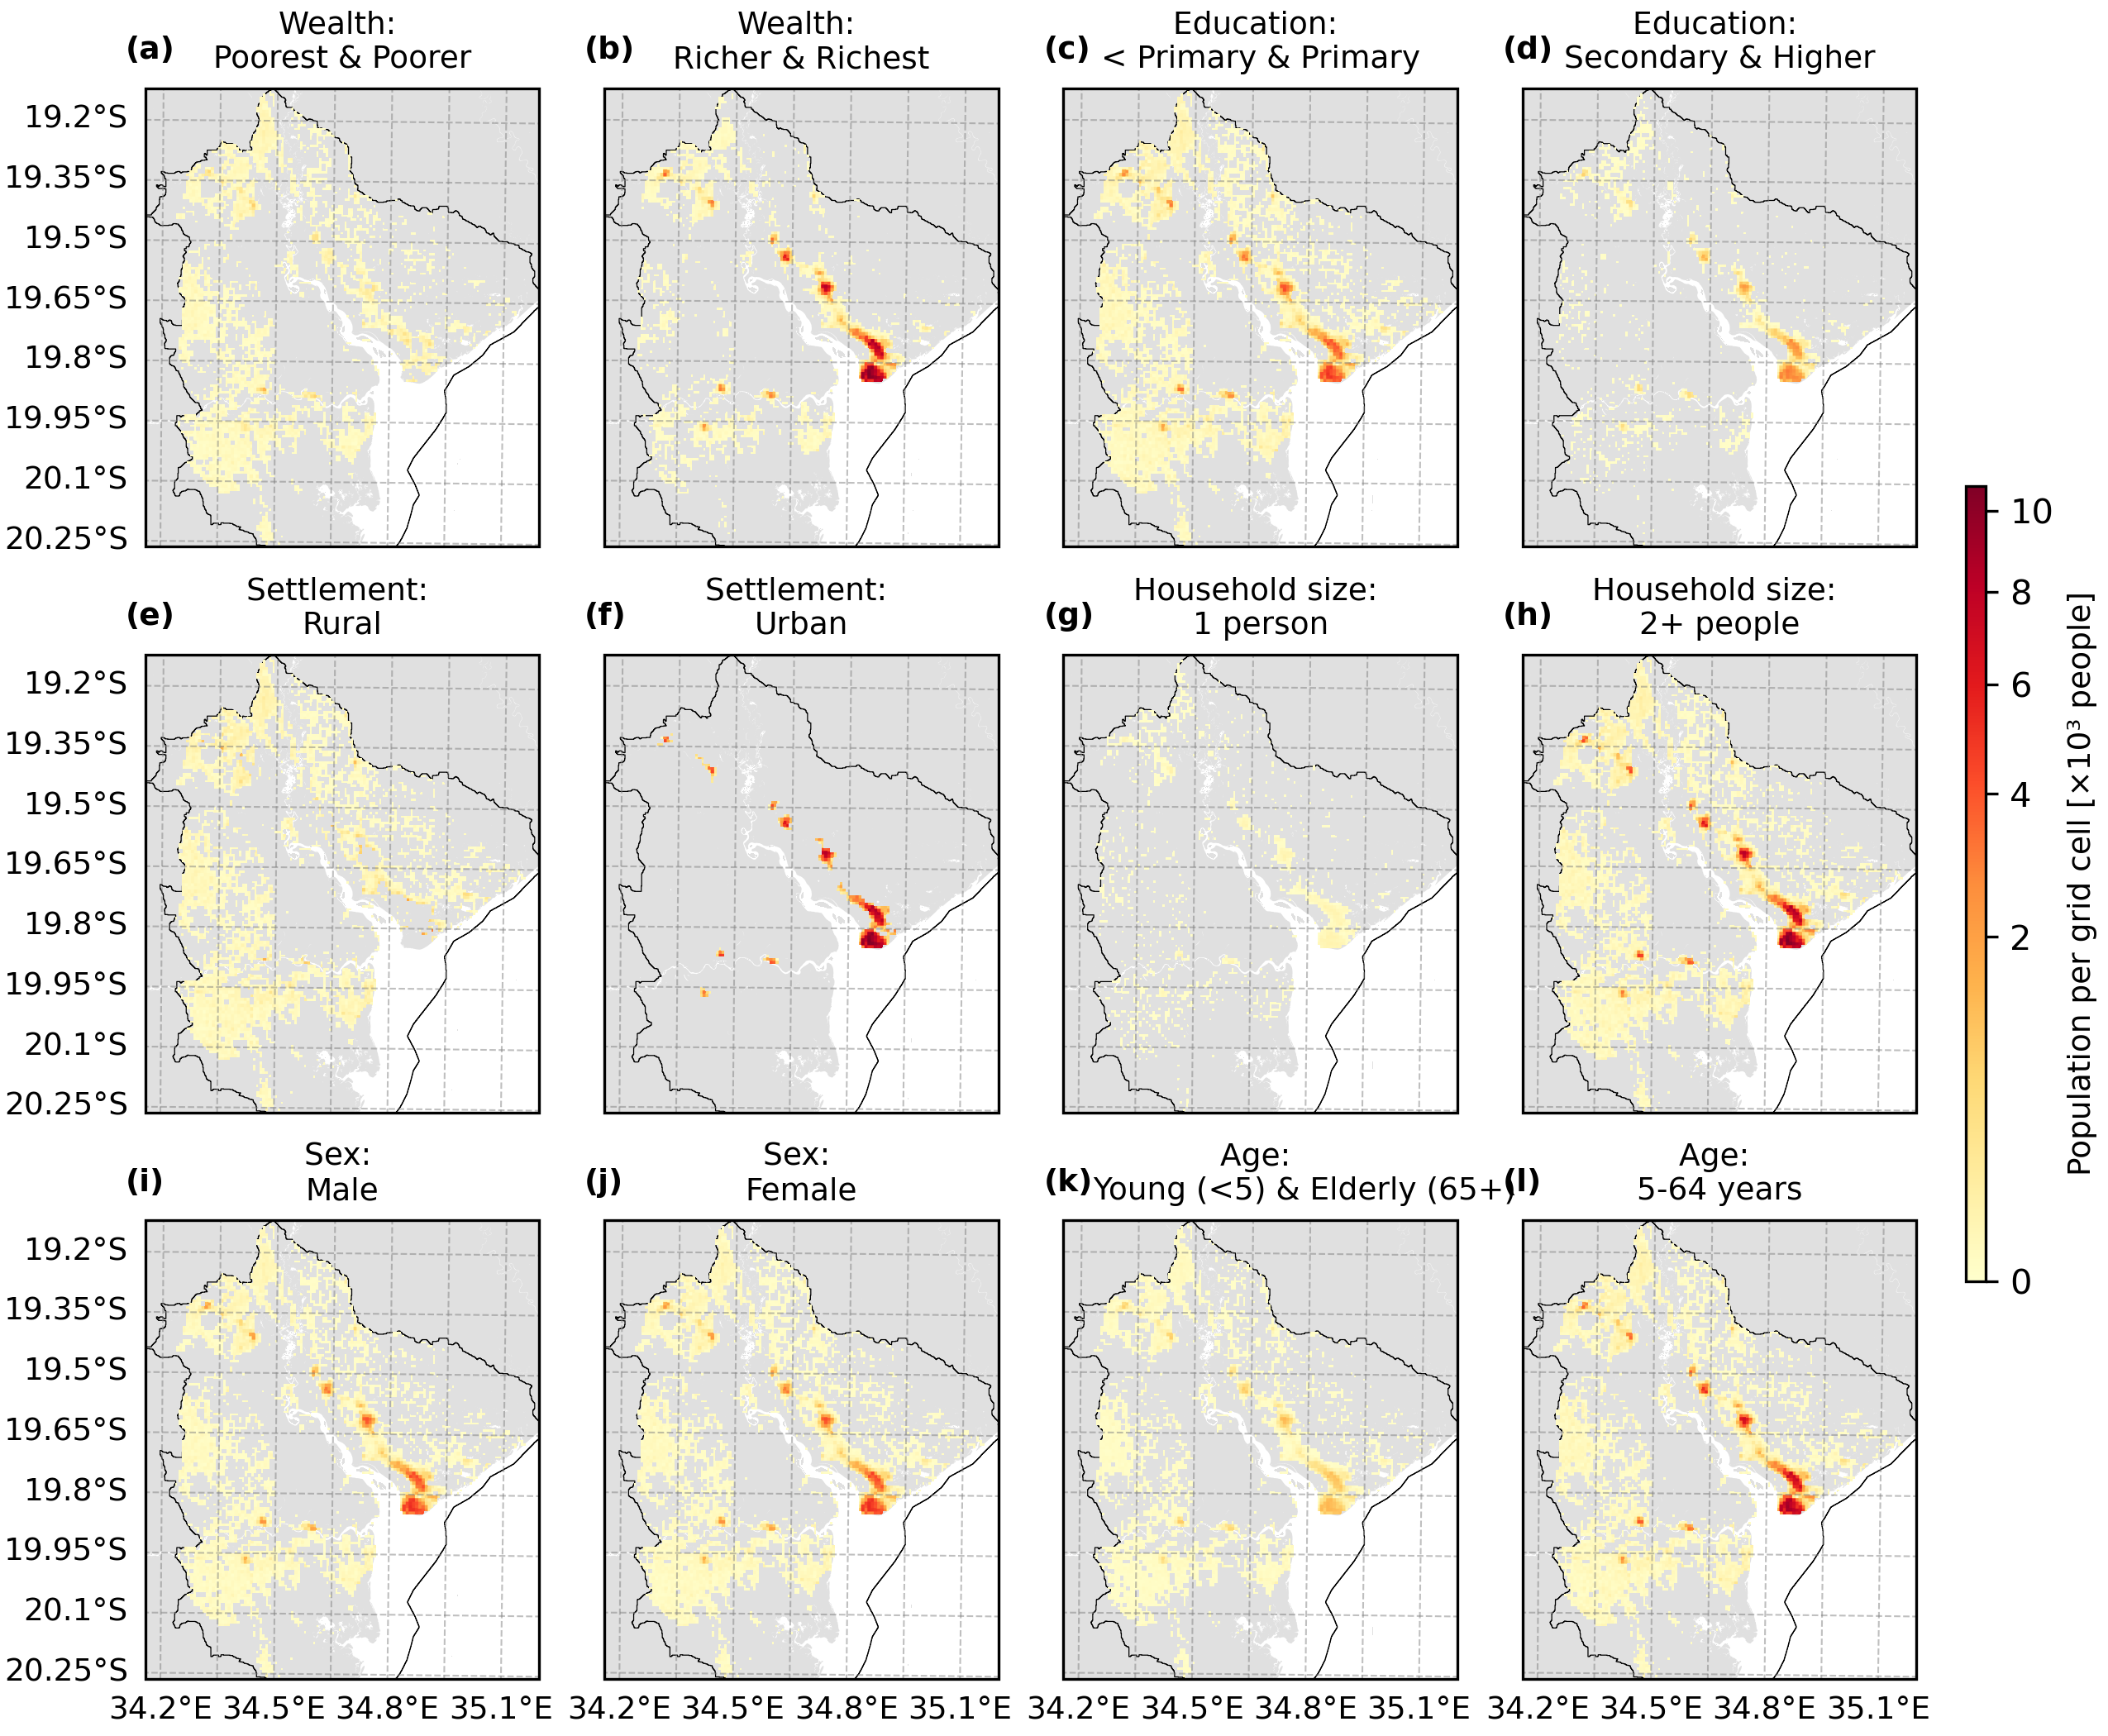 (a) Wealth:
Poorest & Poorer
(b) Wealth:
Richer & Richest
(c) Education:
< Primary & Primary
(d) Education:
Secondary & Higher
19.2°S
19.35°S
19.5°S
19.65°S
19.8°S
19.95°S
20.1°S
20.25°S
(e) Settlement:
Rural
(f) Settlement:
Urban
(g) Household size:
1 person
(h) Household size:
2+ people
19.2°S
19.35°S
19.5°S
19.65°S
19.8°S
19.95°S
20.1°S
20.25°S
(i) Sex:
Male
(j) Sex:
Female
(k) Age:
Young (<5) & Elderly (65+)
(l) Age:
5-64 years
19.2°S
19.35°S
19.5°S
19.65°S
19.8°S
19.95°S
20.1°S
20.25°S
34.2°E 34.5°E 34.8°E 35.1°E
34.2°E 34.5°E 34.8°E 35.1°E
34.2°E 34.5°E 34.8°E 35.1°E
34.2°E 34.5°E 34.8°E 35.1°E
10
8
6
4
2
0
Population per grid cell [×10³ people]